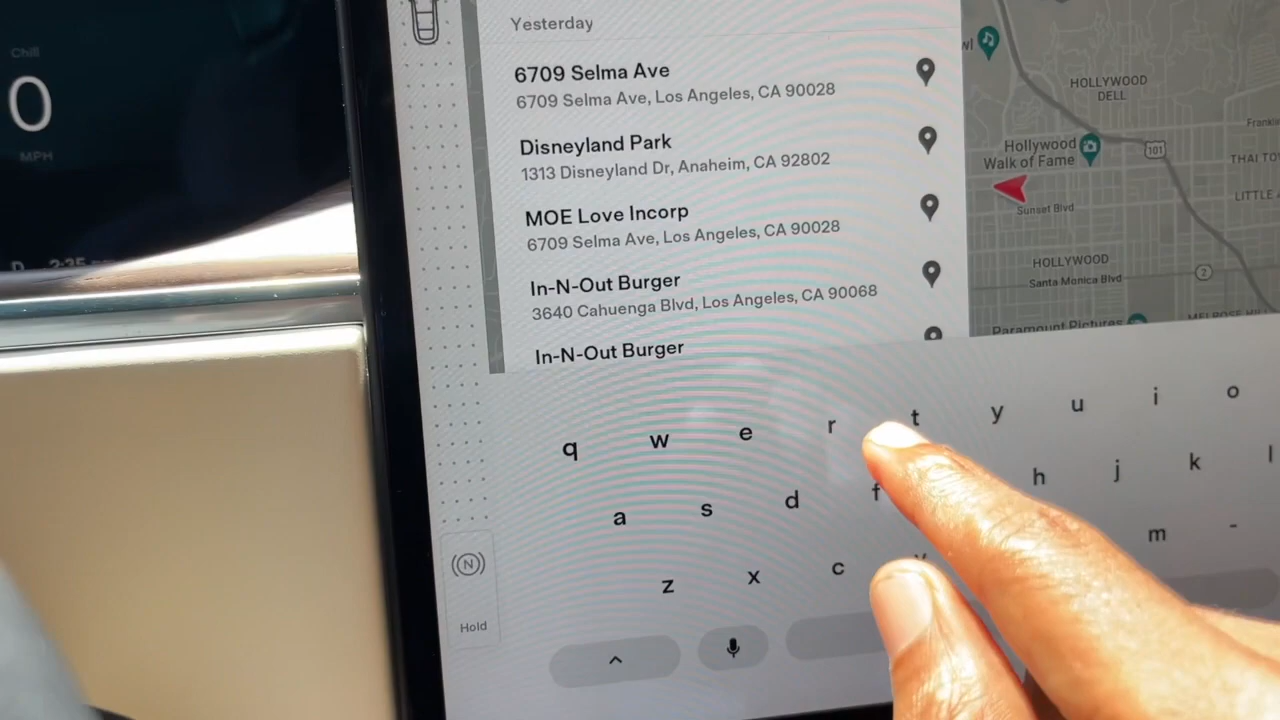 Chill
0
MPH
Yesterday
6709 Selma Ave
6709 Selma Ave, Los Angeles, CA 90028
Disneyland Park
1313 Disneyland Dr, Anaheim, CA 92802
MOE Love Incorp
6709 Selma Ave, Los Angeles, CA 90028
In-N-Out Burger
3640 Cahuenga Blvd, Los Angeles, CA 90068
In-N-Out Burger
HOLLYWOOD
DELL
Hollywood
Walk of Fame
101
THAI TO
LITTLE
Sunset Blvd
HOLLYWOOD
Santa Monica Blvd
2
Paramount Pictures
q w e r t y u i o
a s d f h j k l
z x c v m -
N
Hold